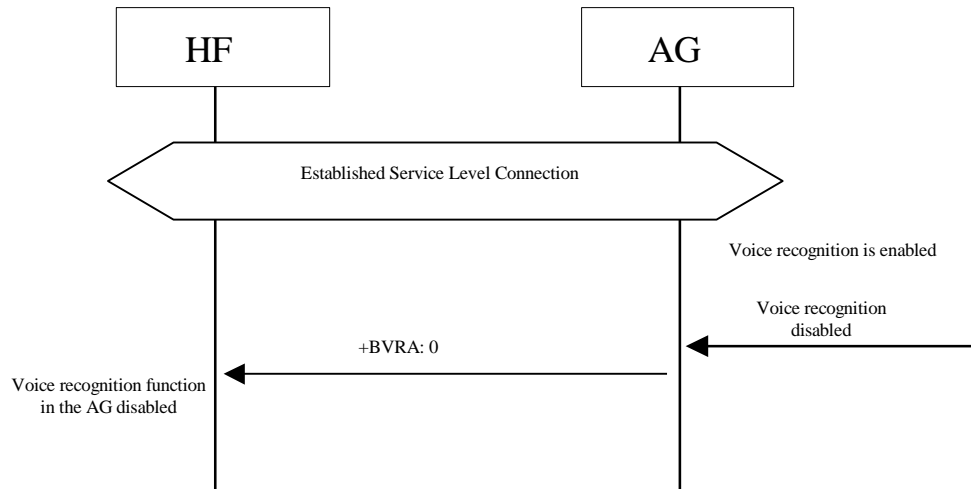 HF
AG
Established Service Level Connection
Voice recognition is enabled
Voice recognition
disabled
+BVRA: 0
Voice recognition function
in the AG disabled